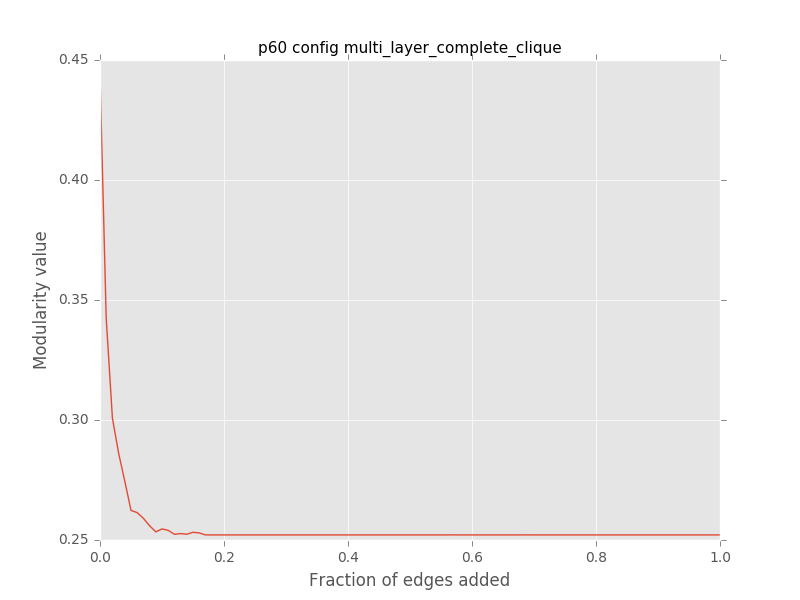 p60 config multi_layer_complete_clique
0.45
0.40
0.35
0.30
0.25
Modularity value
0.0 0.2 0.4 0.6 0.8 1.0
Fraction of edges added